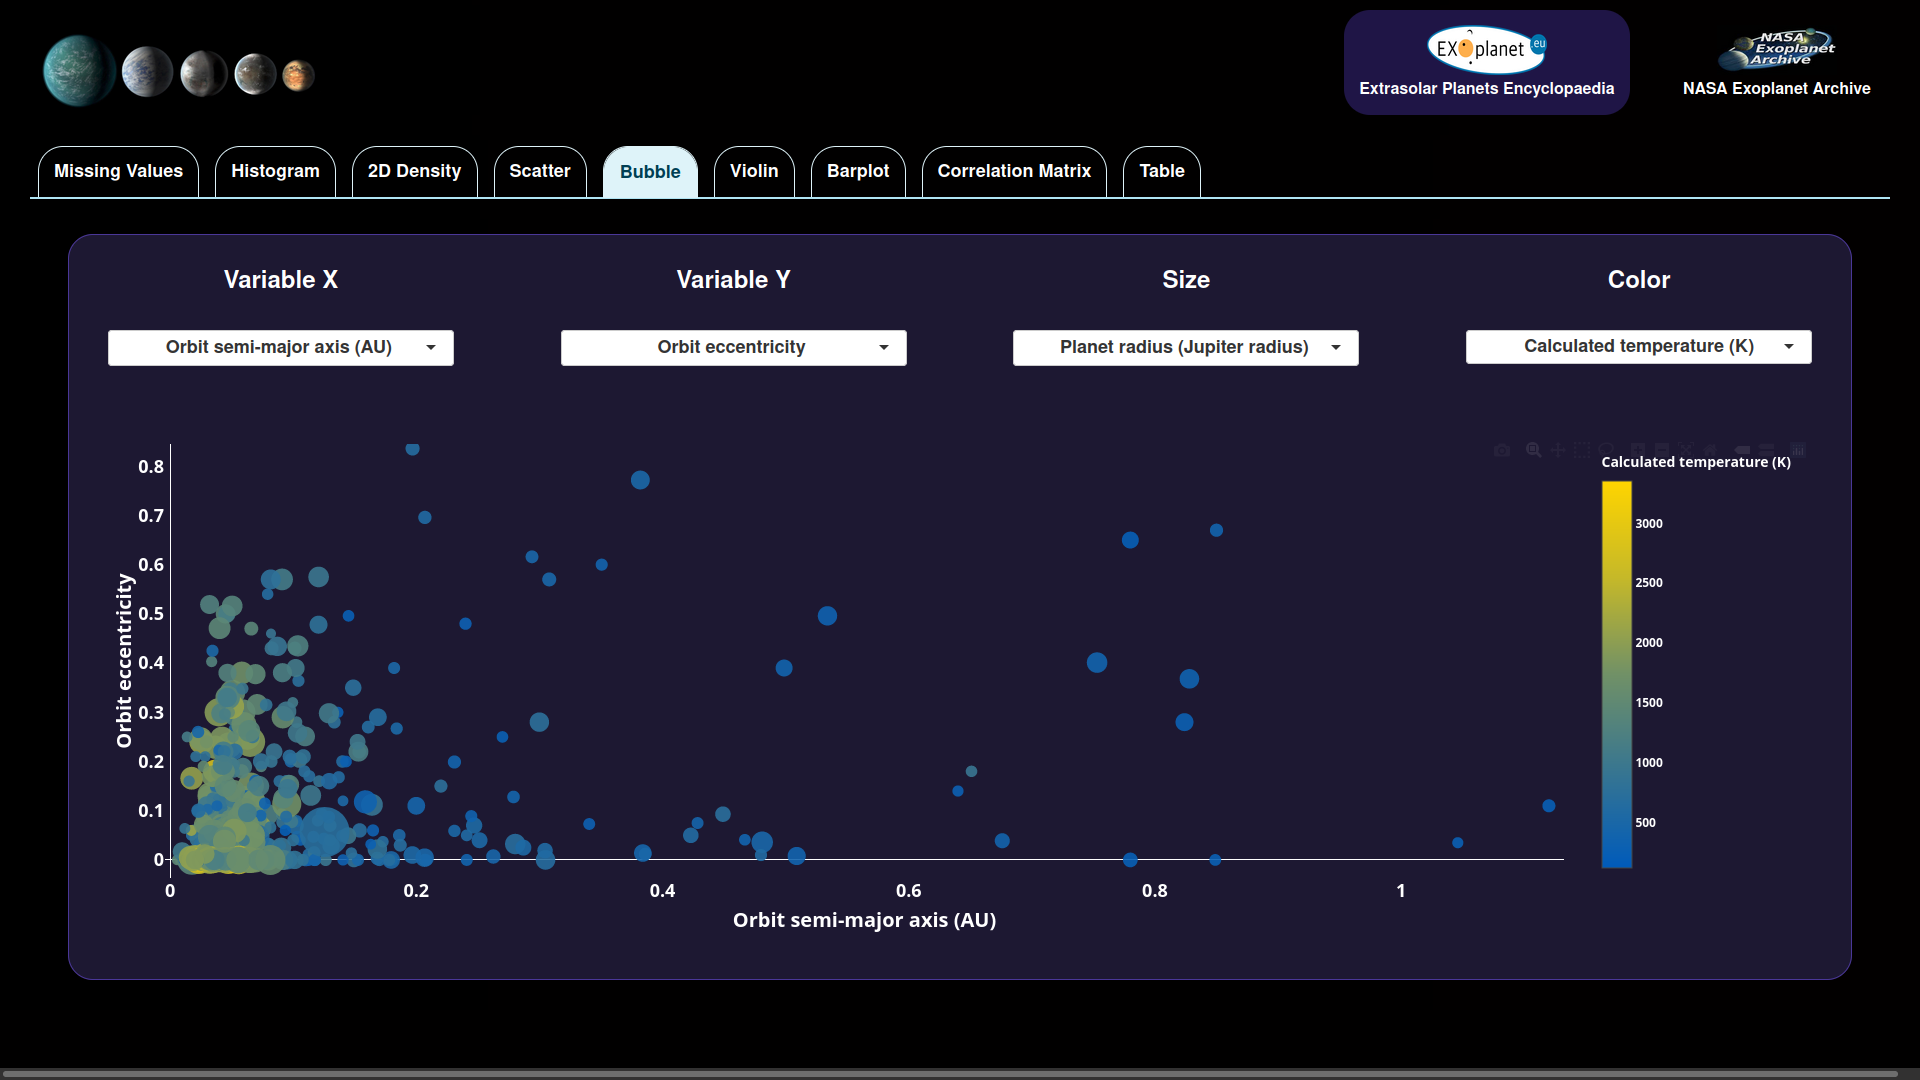 EXoplanet.eu
Extrasolar Planets Encyclopaedia
NASA
Exoplanet
Archive
NASA Exoplanet Archive
Missing Values
Histogram
2D Density
Scatter
Bubble
Violin
Barplot
Correlation Matrix
Table
Variable X
Variable Y
Size
Color
Orbit semi-major axis (AU)
Orbit eccentricity
Planet radius (Jupiter radius)
Calculated temperature (K)
Calculated temperature (K)
3000
2500
2000
1500
1000
500
Orbit eccentricity
0.8
0.7
0.6
0.5
0.4
0.3
0.2
0.1
0
0
0.2
0.4
0.6
0.8
1
Orbit semi-major axis (AU)